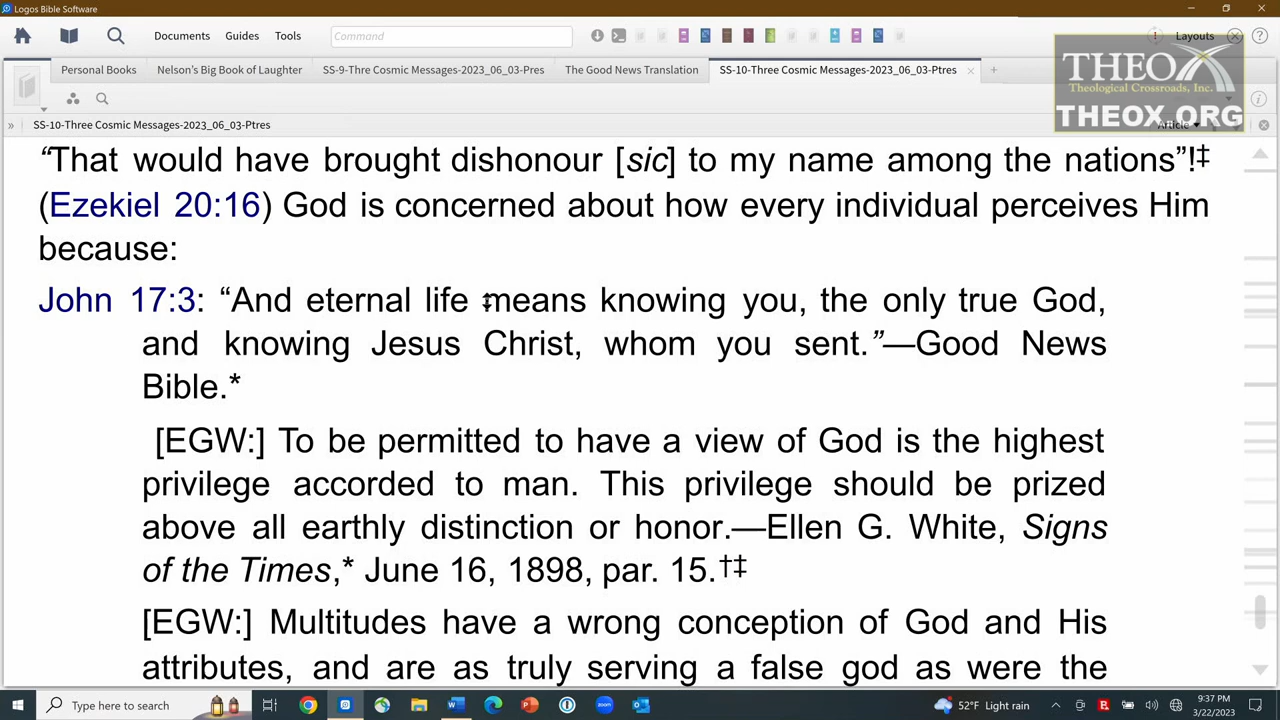 Logos Bible Software
Documents Guides Tools Command Layouts
THEOX
Theological Crossroads, Inc.
THEOX.ORG
Personal Books Nelson's Big Book of Laughter SS-9-Thre Cosmic Messages-2023_06_03-Pres The Good News Translation SS-10-Three Cosmic Messages-2023_06_03-Ptres
SS-10-Three Cosmic Messages-2023_06_03-Ptres Article
“That would have brought dishonour [sic] to my name among the nations”!‡
(Ezekiel 20:16) God is concerned about how every individual perceives Him
because:
John 17:3: “And eternal life means knowing you, the only true God,
and knowing Jesus Christ, whom you sent.”—Good News
Bible.*
[EGW:] To be permitted to have a view of God is the highest
privilege accorded to man. This privilege should be prized
above all earthly distinction or honor.—Ellen G. White, Signs
of the Times,* June 16, 1898, par. 15.†‡
[EGW:] Multitudes have a wrong conception of God and His
attributes, and are as truly serving a false god as were the
Type here to search 52°F Light rain 9:37 PM
3/22/2023